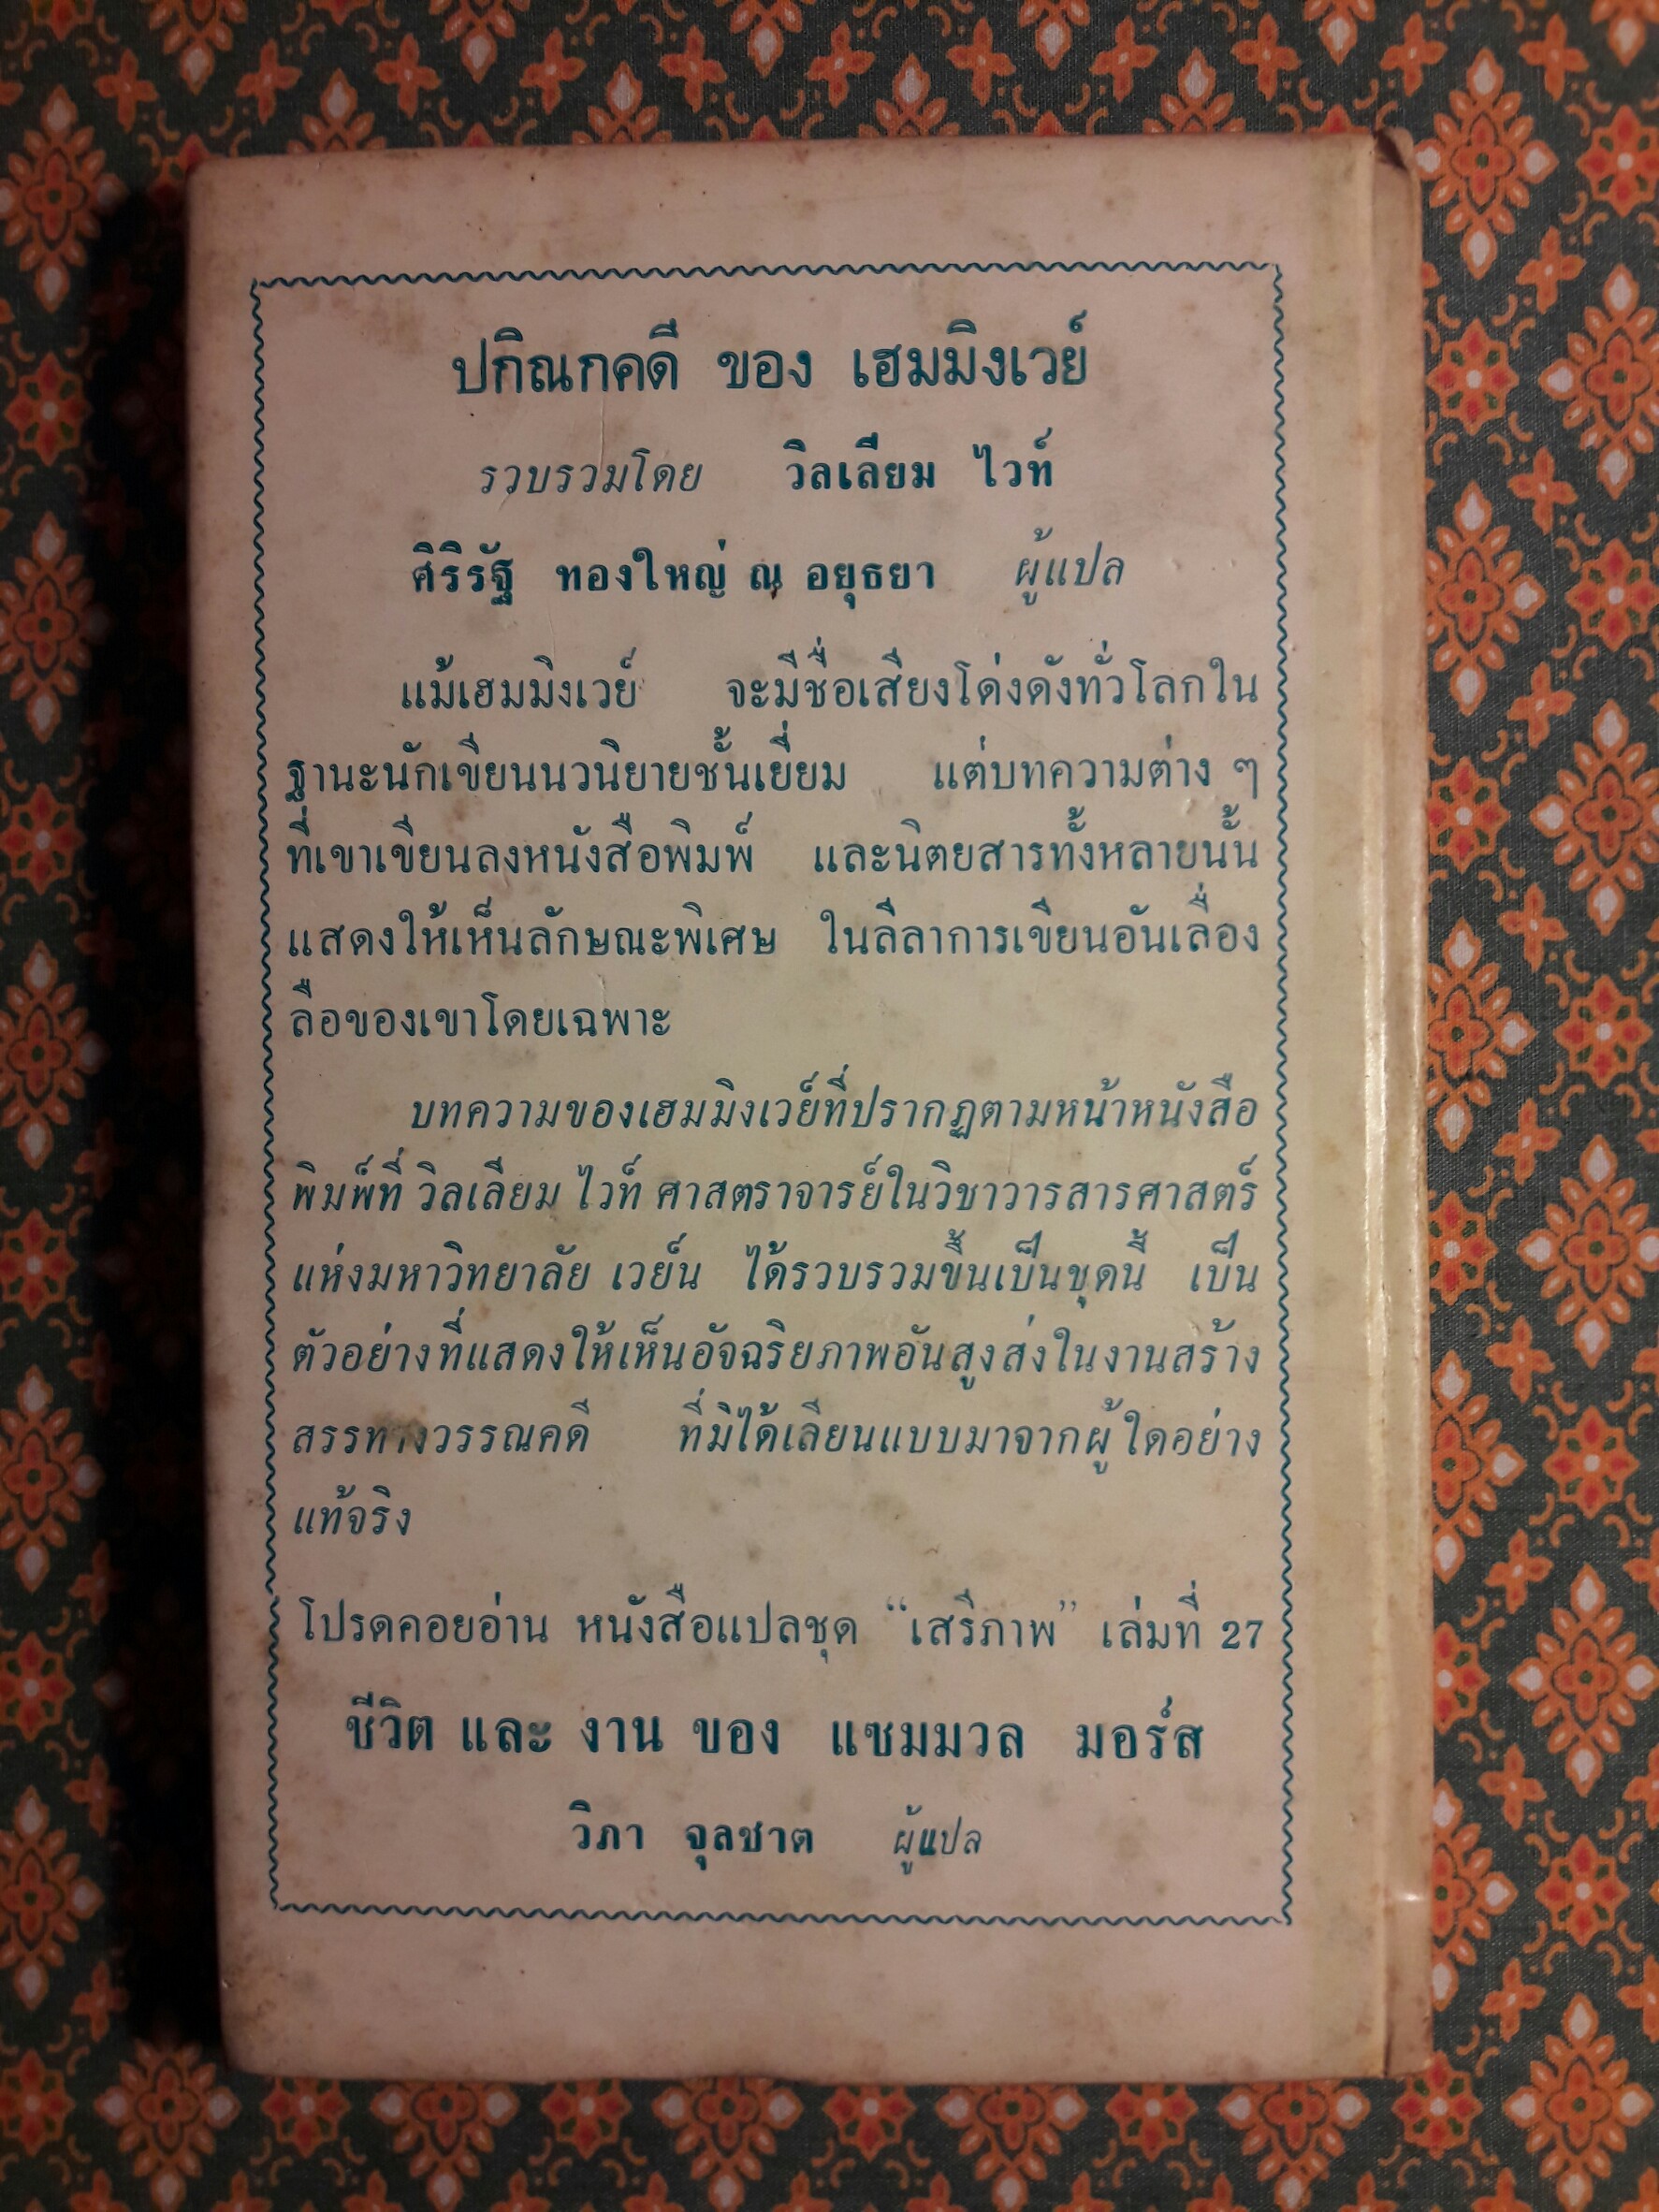 ปกิณกคดี ของ เฮมมิงเวย์
รวบรวมโดย วิลเลียม ไวท์
ศิริรัฐ ทองใหญ่ ณ อยุธยา ผู้แปล
แม้เฮมมิงเวย์ จะมีชื่อเสียงโด่งดังทั่วโลกใน
ฐานะนักเขียนนวนิยายชั้นเยี่ยม แต่บทความต่าง ๆ
ที่เขาเขียนลงหนังสือพิมพ์ และนิตยสารทั้งหลายนั้น
แสดงให้เห็นลักษณะพิเศษ ในลีลาการเขียนอันเลื่อง
ลือของเขาโดยเฉพาะ
บทความของเฮมมิงเวย์ที่ปรากฏตามหน้าหนังสือ
พิมพ์ที่ วิลเลียม ไวท์ ศาสตราจารย์ในวิชาวารสารศาสตร์
แห่งมหาวิทยาลัย เวย์น ได้รวบรวมขึ้นเป็นชุดนี้ เป็น
ตัวอย่างที่แสดงให้เห็นอัจฉริยภาพอันสูงส่งในงานสร้าง
สรรทางวรรณคดี ที่มิได้เลียนแบบมาจากผู้ใดอย่าง
แท้จริง
โปรดคอยอ่าน หนังสือแปลชุด “เสรีภาพ” เล่มที่ 27
ชีวิต และ งาน ของ แซมมวล มอร์ส
วิภา จุลชาต ผู้แปล